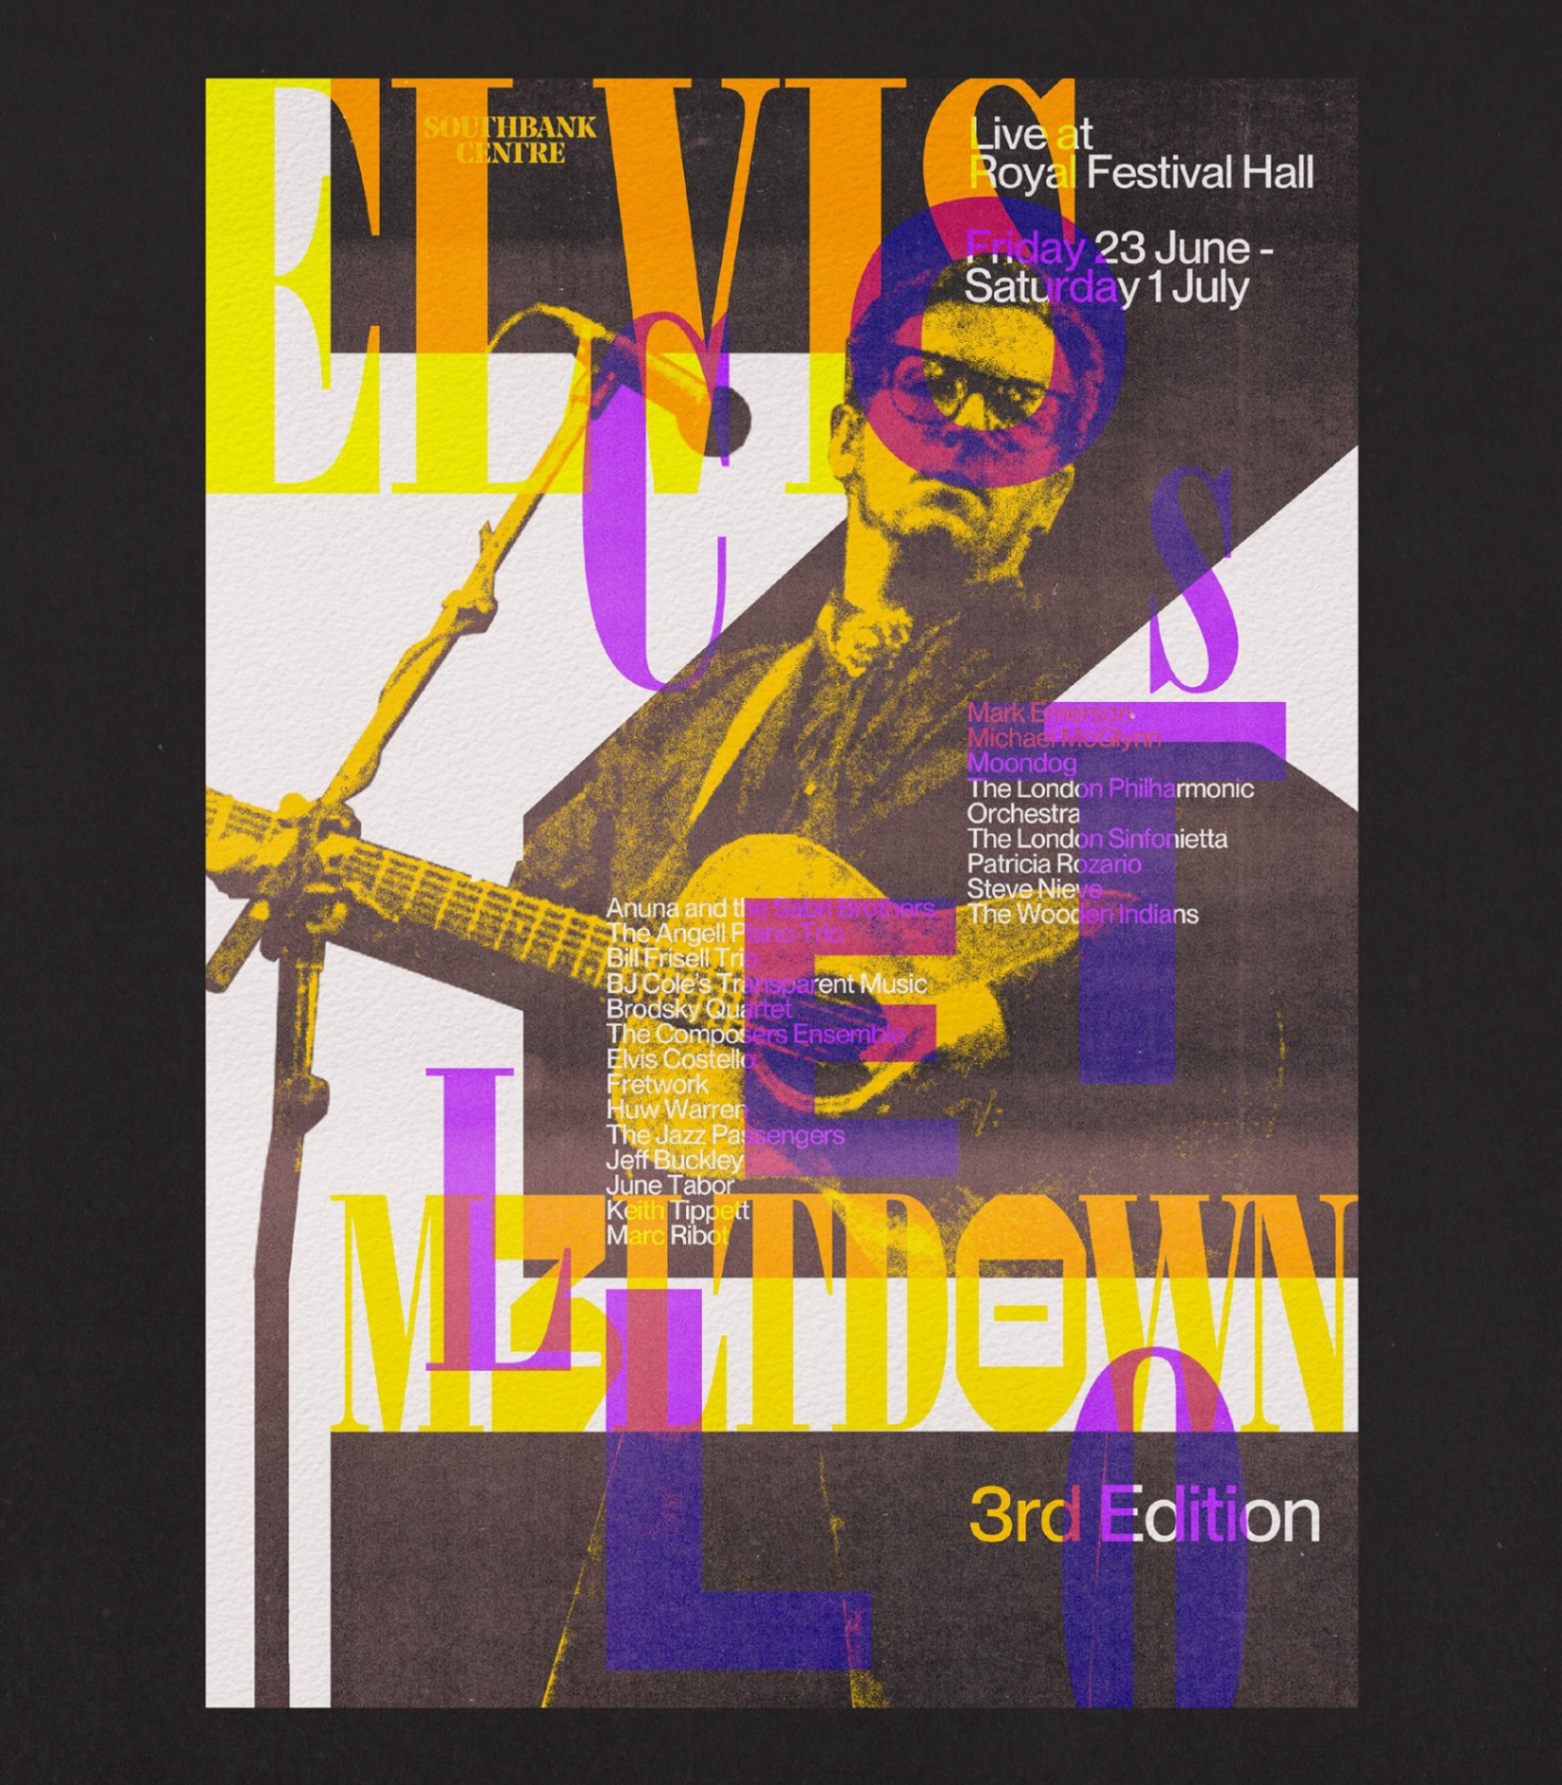 ELVIS
SOUTHBANK
CENTRE
Live at
Royal Festival Hall
Friday 23 June -
Saturday 1 July
COSTELLO
Mark Emerson
Michael McGlynn
Moondog
The London Philharmonic
Orchestra
The London Sinfonietta
Patricia Rozario
Steve Nieve
The Wooden Indians
Anuna and the Sabri Brothers
The Angell Piano Trio
Bill Frisell Trio
BJ Cole's Transparent Music
Brodsky Quartet
The Composers Ensemble
Elvis Costello
Fretwork
Huw Warren
The Jazz Passengers
Jeff Buckley
June Tabor
Keith Tippett
Marc Ribot
MELTDOWN
3rd Edition